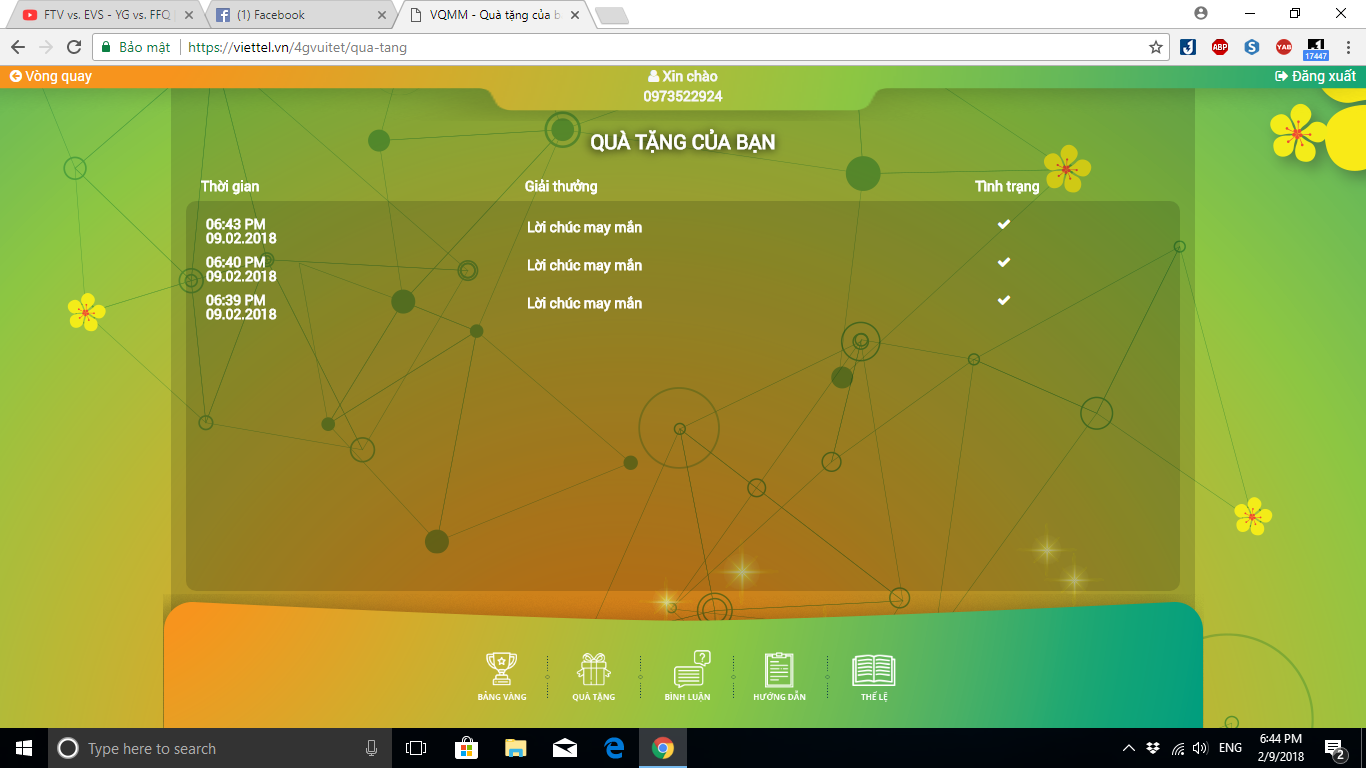 FTV vs. EVS - YG vs. FFQ
(1) Facebook
VQMM - Quà tặng của b
Bảo mật
https://viettel.vn/4gvuitet/qua-tang
ABP
S
YAB
17447
Vòng quay
Xin chào
Đăng xuất
0973522924
QUÀ TẶNG CỦA BẠN
Thời gian
Giải thưởng
Tình trạng
06:43 PM
09.02.2018
Lời chúc may mắn
06:40 PM
09.02.2018
Lời chúc may mắn
06:39 PM
09.02.2018
Lời chúc may mắn
BẢNG VÀNG
QUÀ TẶNG
BÌNH LUẬN
HƯỚNG DẪN
THỂ LỆ
Type here to search
ENG
6:44 PM
2/9/2018
2